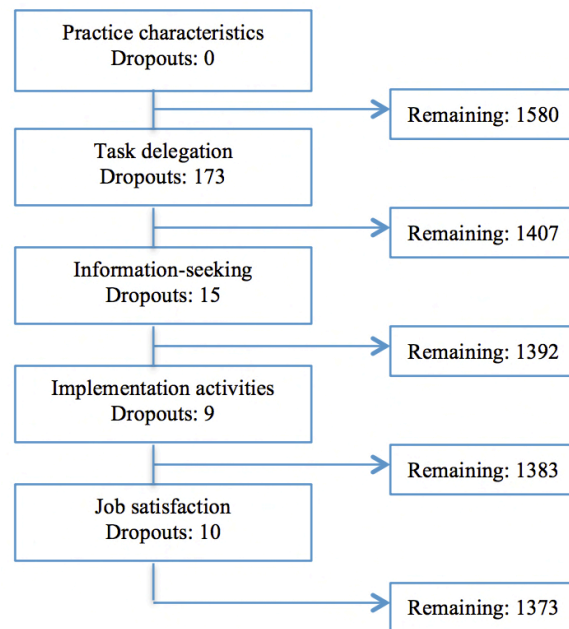 Practice characteristics
Dropouts: 0
Remaining: 1580
Task delegation
Dropouts: 173
Remaining: 1407
Information-seeking
Dropouts: 15
Remaining: 1392
Implementation activities
Dropouts: 9
Remaining: 1383
Job satisfaction
Dropouts: 10
Remaining: 1373